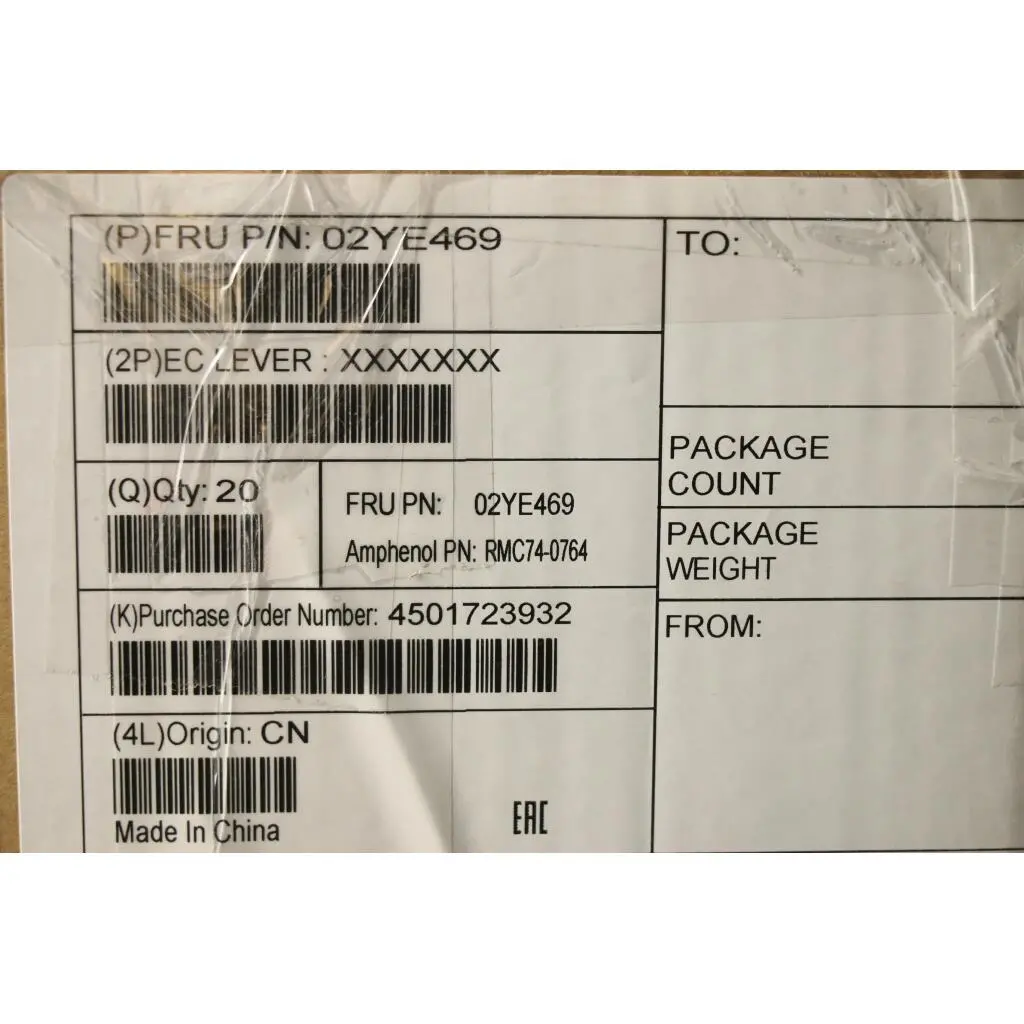 (P)FRU P/N: 02YE469
(2P)EC LEVER : XXXXXXX
(Q)Qty: 20
FRU PN: 02YE469
Amphenol PN: RMC74-0764
(K)Purchase Order Number: 4501723932
(4L)Origin: CN
Made In China
EAC
TO:
PACKAGE
COUNT
PACKAGE
WEIGHT
FROM: